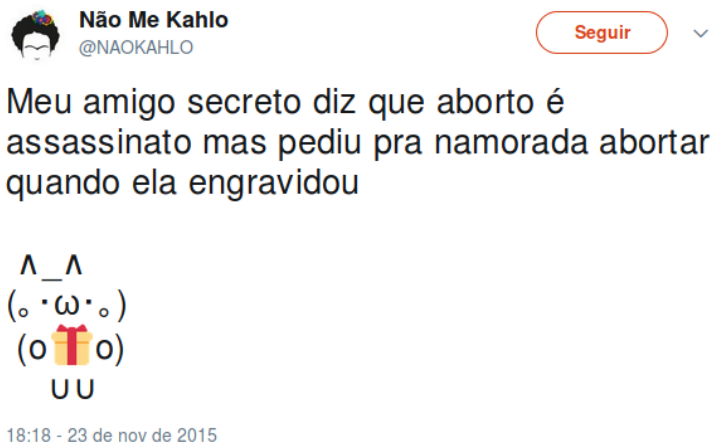 Não Me Kahlo
@NAOKAHLO
Seguir
Meu amigo secreto diz que aborto é
assassinato mas pediu pra namorada abortar
quando ela engravidou
∧_∧
(｡･ω･｡)
(o🎁o)
∪∪
18:18 - 23 de nov de 2015